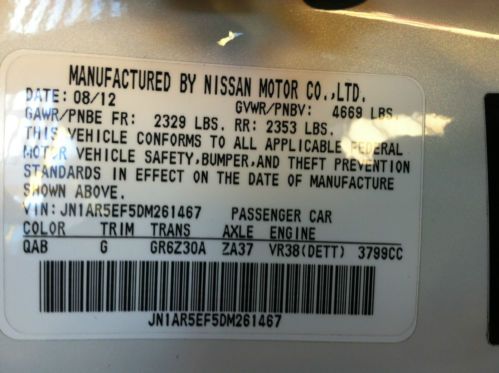 MANUFACTURED BY NISSAN MOTOR CO.,LTD.
DATE: 08/12 GVWR/PNBV: 4669 LBS.
GAWR/PNBE FR: 2329 LBS. RR: 2353 LBS.
THIS VEHICLE CONFORMS TO ALL APPLICABLE FEDERAL
MOTOR VEHICLE SAFETY,BUMPER,AND THEFT PREVENTION
STANDARDS IN EFFECT ON THE DATE OF MANUFACTURE
SHOWN ABOVE.
VIN: JN1AR5EF5DM261467 PASSENGER CAR
COLOR TRIM TRANS AXLE ENGINE
QAB G GR6Z30A ZA37 VR38(DETT) 3799CC
JN1AR5EF5DM261467